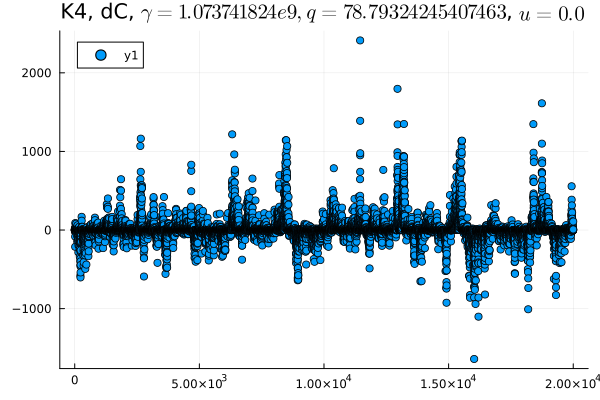 K4, dC, γ = 1.073741824e9, q = 78.79324245407463, u = 0.0
y1
2000
1000
0
−1000
0 5.00×10³ 1.00×10⁴ 1.50×10⁴ 2.00×10⁴